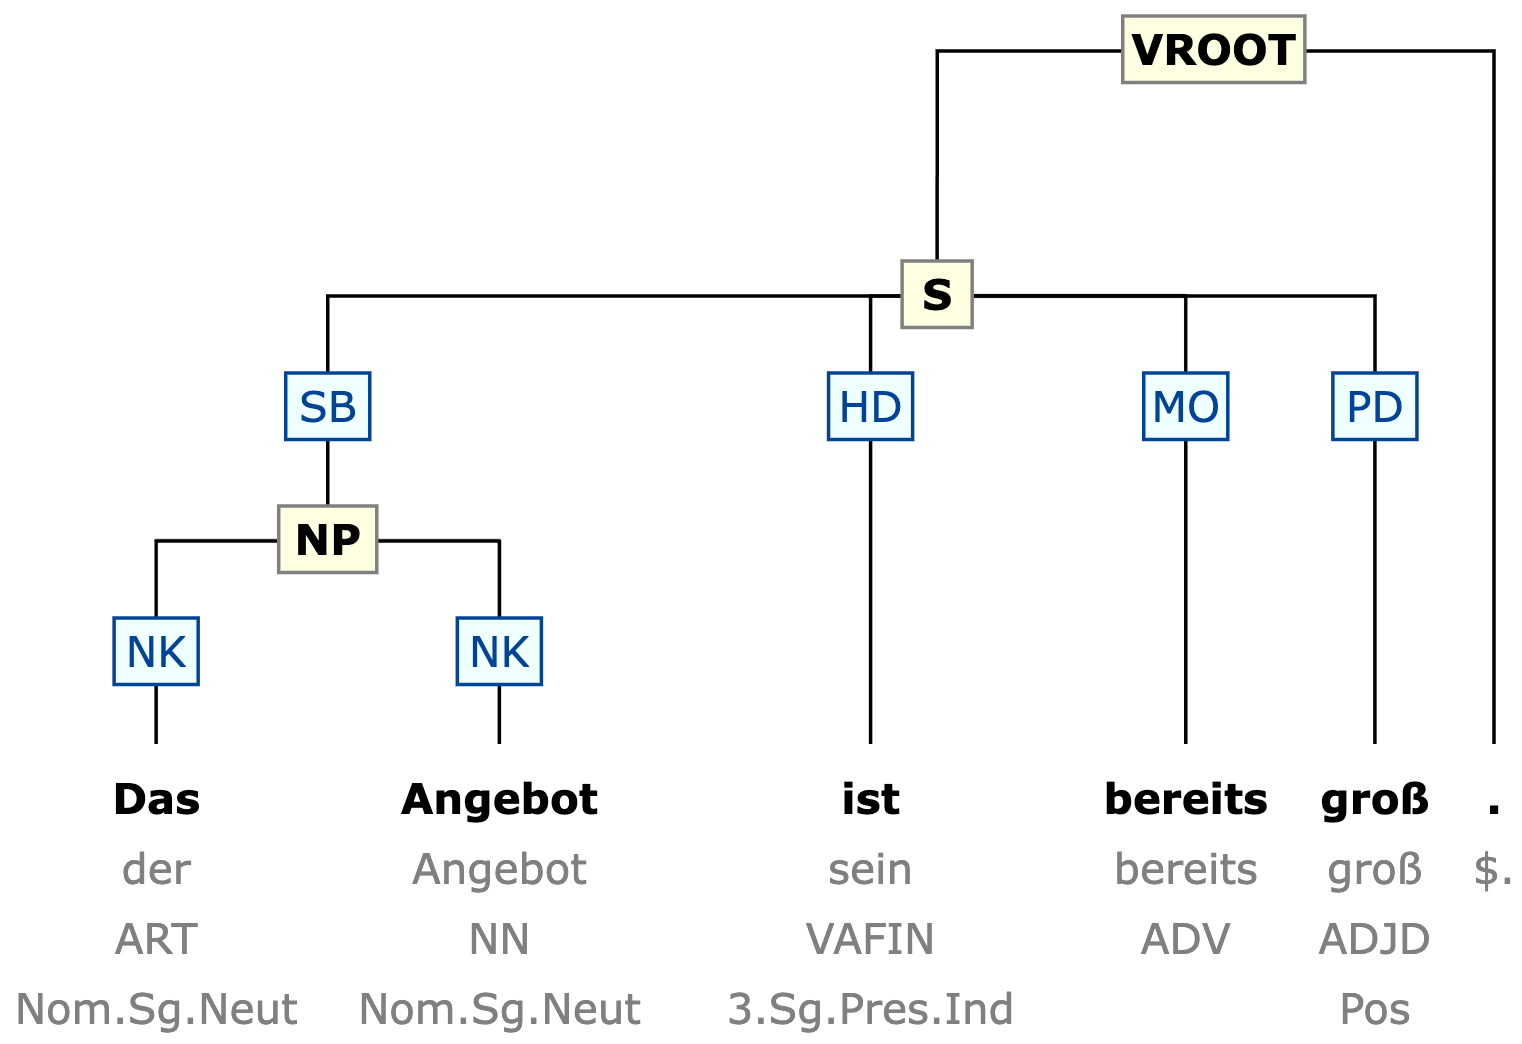 VROOT
S
SB HD MO PD
NP
NK NK
Das Angebot ist bereits groß .
der Angebot sein bereits groß $.
ART NN VAFIN ADV ADJD
Nom.Sg.Neut Nom.Sg.Neut 3.Sg.Pres.Ind Pos